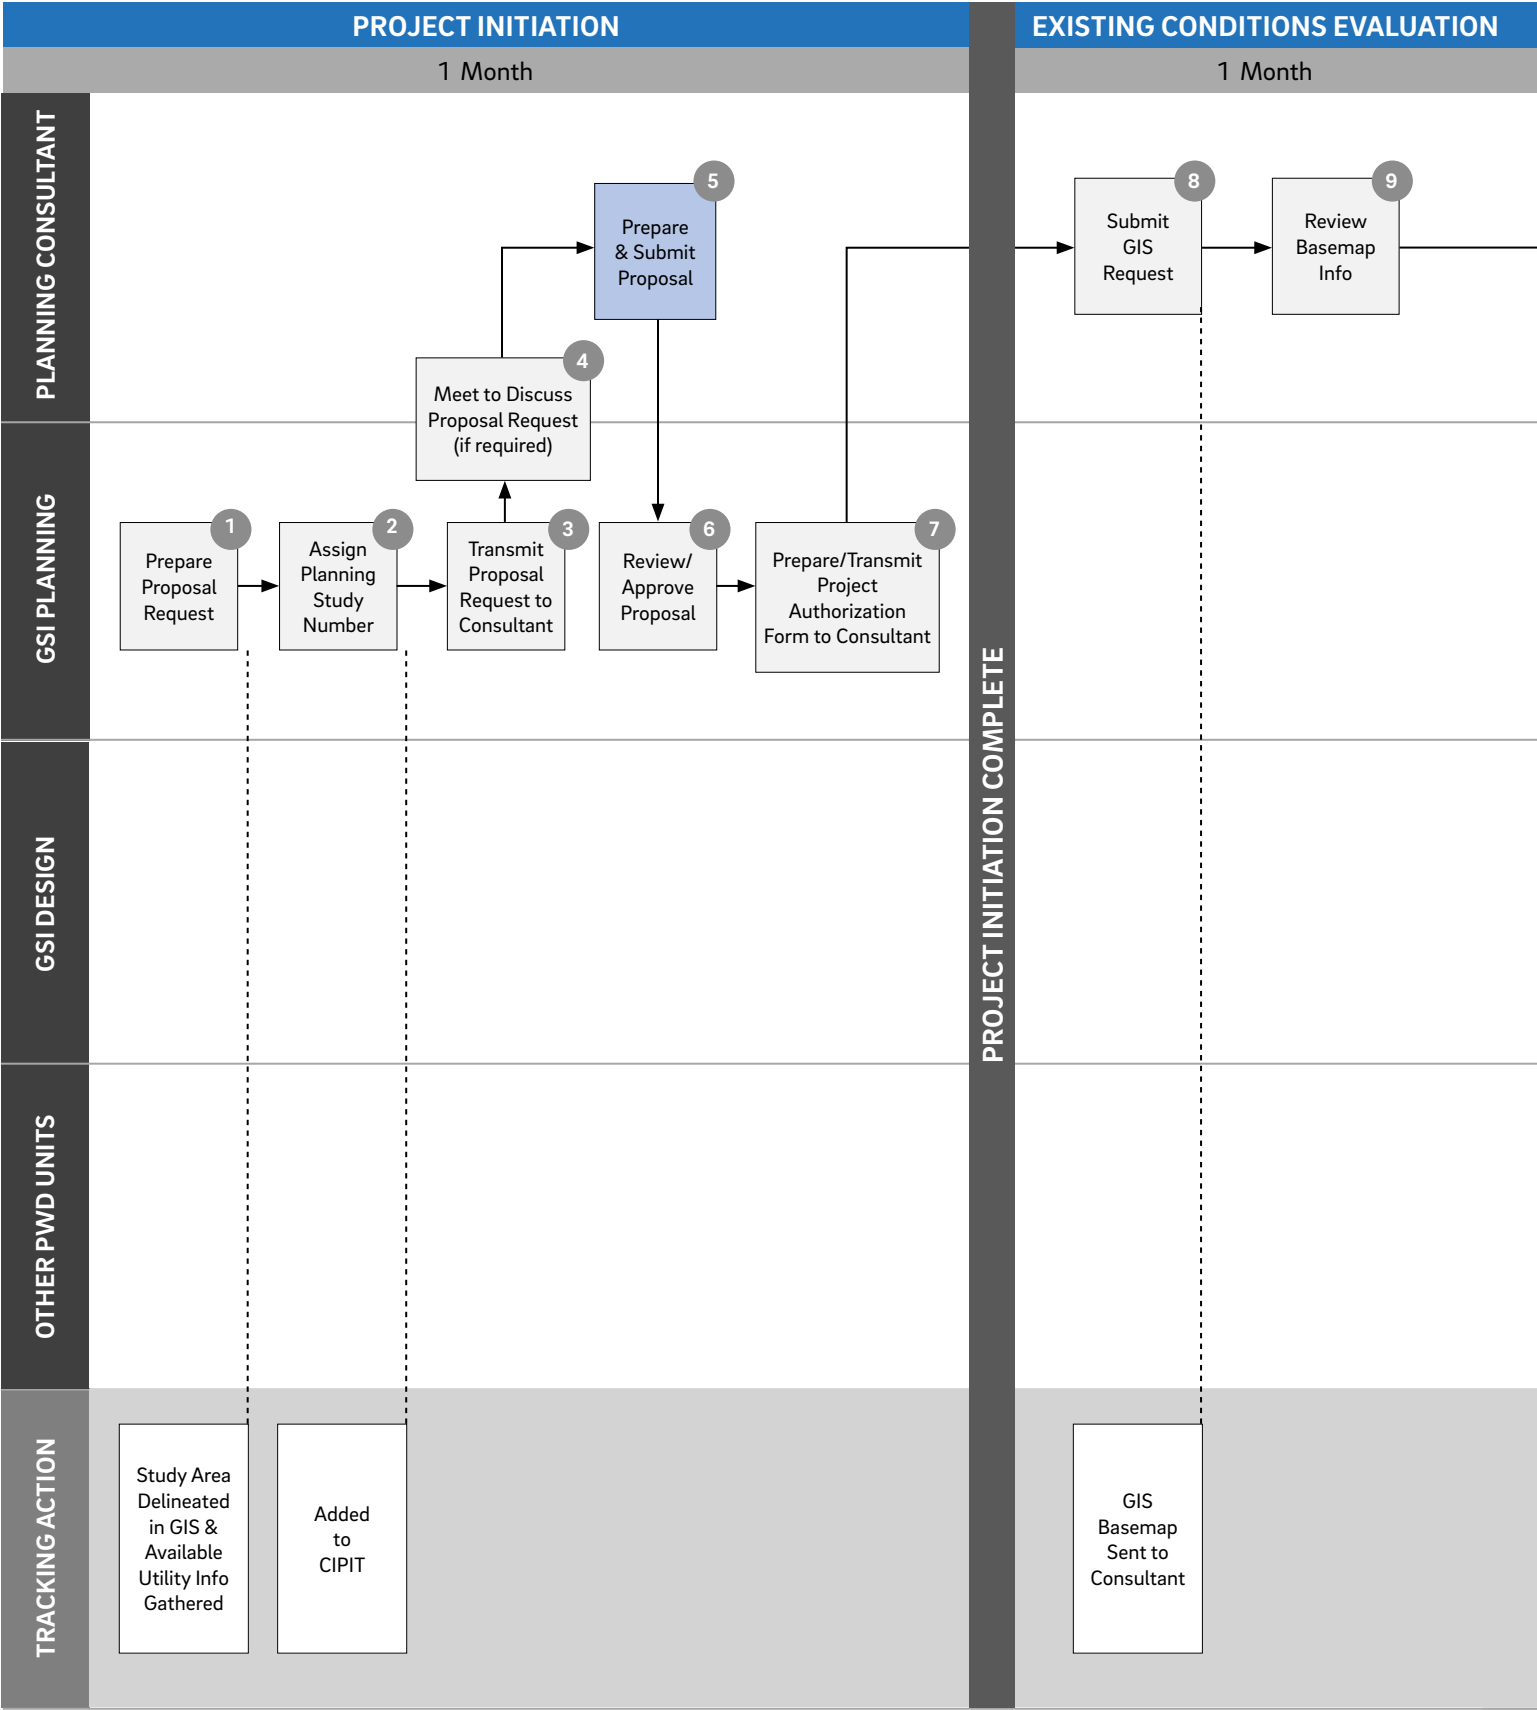 PROJECT INITIATION
EXISTING CONDITIONS EVALUATION
1 Month
1 Month
PLANNING CONSULTANT
5
Prepare
& Submit
Proposal
8
Submit
GIS
Request
9
Review
Basemap
Info
4
Meet to Discuss
Proposal Request
(if required)
GSI PLANNING
1
Prepare
Proposal
Request
2
Assign
Planning
Study
Number
3
Transmit
Proposal
Request to
Consultant
6
Review/
Approve
Proposal
7
Prepare/Transmit
Project
Authorization
Form to Consultant
PROJECT INITIATION COMPLETE
GSI DESIGN
OTHER PWD UNITS
TRACKING ACTION
Study Area
Delineated
in GIS &
Available
Utility Info
Gathered
Added
to
CIPIT
GIS
Basemap
Sent to
Consultant